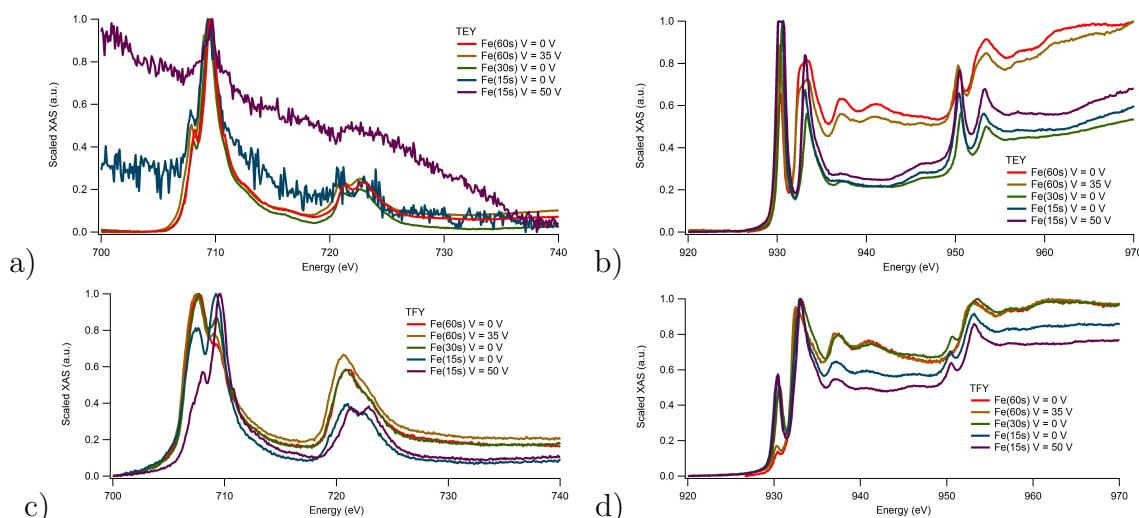 TEY
Fe(60s) V = 0 V
Fe(60s) V = 35 V
Fe(30s) V = 0 V
Fe(15s) V = 0 V
Fe(15s) V = 50 V
Scaled XAS (a.u.)
1.0
0.8
0.6
0.4
0.2
0.0
700
710
720
730
740
Energy (eV)
a)
TEY
Fe(60s) V = 0 V
Fe(60s) V = 35 V
Fe(30s) V = 0 V
Fe(15s) V = 0 V
Fe(15s) V = 50 V
Scaled XAS (a.u.)
1.0
0.8
0.6
0.4
0.2
0.0
920
930
940
950
960
970
Energy (eV)
b)
TFY
Fe(60s) V = 0 V
Fe(60s) V = 35 V
Fe(30s) V = 0 V
Fe(15s) V = 0 V
Fe(15s) V = 50 V
Scaled XAS (a.u.)
1.0
0.8
0.6
0.4
0.2
0.0
700
710
720
730
740
Energy (eV)
c)
TFY
Fe(60s) V = 0 V
Fe(60s) V = 35 V
Fe(30s) V = 0 V
Fe(15s) V = 0 V
Fe(15s) V = 50 V
Scaled XAS (a.u.)
1.0
0.8
0.6
0.4
0.2
0.0
920
930
940
950
960
970
Energy (eV)
d)